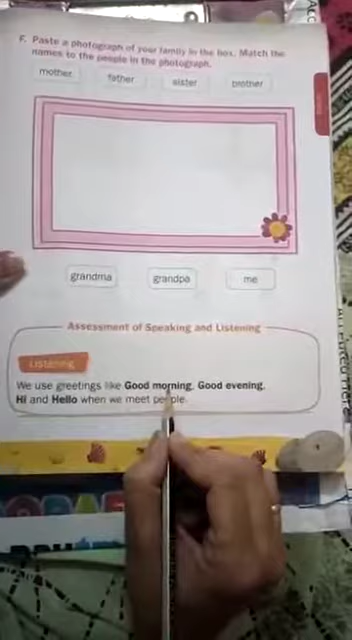 F. Paste a photograph of your family in the box. Match the
names to the people in the photograph.
mother father sister brother
grandma grandpa me
Assessment of Speaking and Listening
Listening
We use greetings like Good morning, Good evening,
Hi and Hello when we meet people.